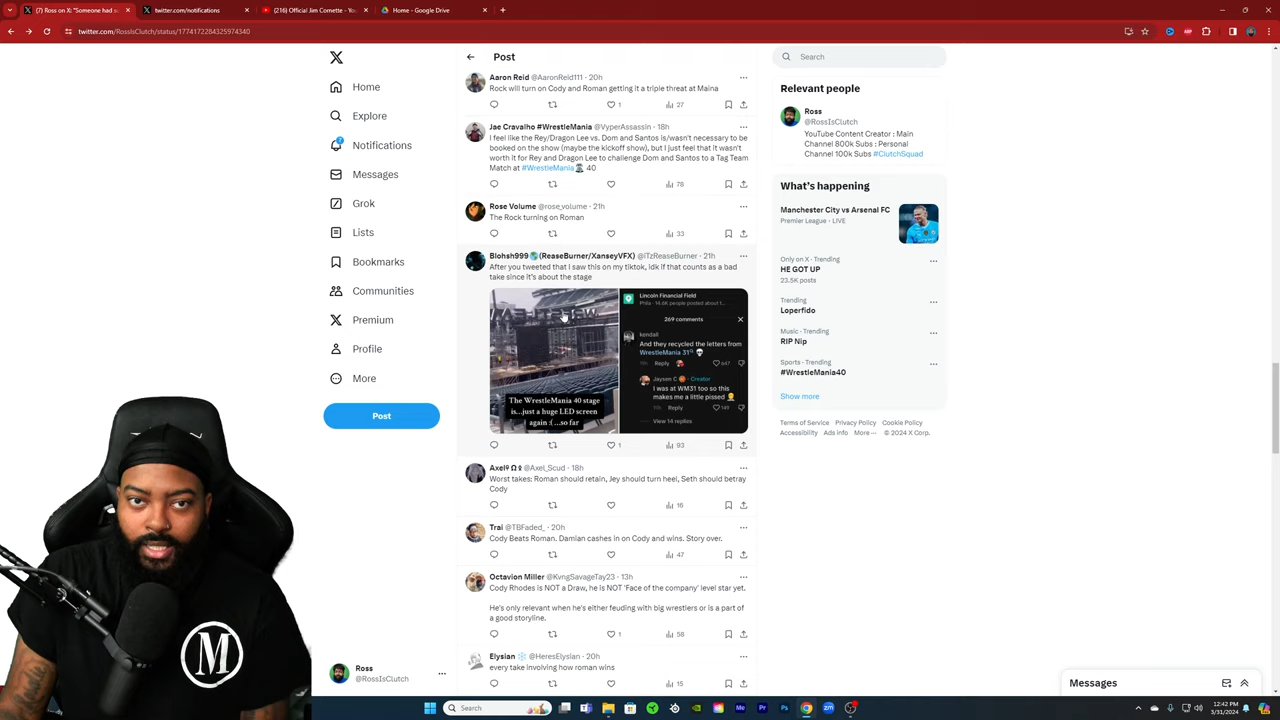 (7) Ross on X: "Someone had s
twitter.com/notifications
(216) Official Jim Cornette - Yo
Home - Google Drive
twitter.com/RossIsClutch/status/1774172284325974340
Home
Explore
7
Notifications
Messages
Grok
Lists
Bookmarks
Communities
Premium
Profile
More
Post
Ross
@RossIsClutch
Post
Aaron Reid @AaronReid111 · 20h
Rock will turn on Cody and Roman getting it a triple threat at Maina
1
27
Jae Cravalho #WrestleMania @VyperAssassin · 18h
I feel like the Rey/Dragon Lee vs. Dom and Santos is/wasn't necessary to be
booked on the show (maybe the kickoff show), but I just feel that it wasn't
worth it for Rey and Dragon Lee to challenge Dom and Santos to a Tag Team
Match at #WrestleMania 40
78
Rose Volume @rose_volume · 21h
The Rock turning on Roman
33
Blohsh999 (ReaseBurner/XanseyVFX) @iTzReaseBurner · 21h
After you tweeted that I saw this on my tiktok, idk if that counts as a bad
take since it's about the stage
The WrestleMania 40 stage
is...just a huge LED screen
again :(...so far
Lincoln Financial Field
Phila · 14.6K people posted about t...
269 comments
kendall
And they recycled the letters from
WrestleMania 31
Reply
647
Jaysem C · Creator
I was at WM31 too so this
makes me a little pissed
Reply
149
View 14 replies
1
93
Axel Ω @Axel_Scud · 18h
Worst takes: Roman should retain, Jey should turn heel, Seth should betray
Cody
16
Trai @TBFaded_ · 20h
Cody Beats Roman. Damian cashes in on Cody and wins. Story over.
47
Octavion Miller @KvngSavageTay23 · 13h
Cody Rhodes is NOT a Draw, he is NOT 'Face of the company' level star yet.
He's only relevant when he's either feuding with big wrestlers or is a part of
a good storyline.
1
58
Elysian @HeresElysian · 20h
every take involving how roman wins
15
Search
Relevant people
Ross
@RossIsClutch
YouTube Content Creator : Main
Channel 800k Subs : Personal
Channel 100k Subs #ClutchSquad
What's happening
Manchester City vs Arsenal FC
Premier League · LIVE
Only on X · Trending
HE GOT UP
23.5K posts
Trending
Loperfido
Music · Trending
RIP Nip
Sports · Trending
#WrestleMania40
Show more
Terms of Service Privacy Policy Cookie Policy
Accessibility Ads info More ··· © 2024 X Corp.
Messages
M
Search
12:42 PM
3/31/2024